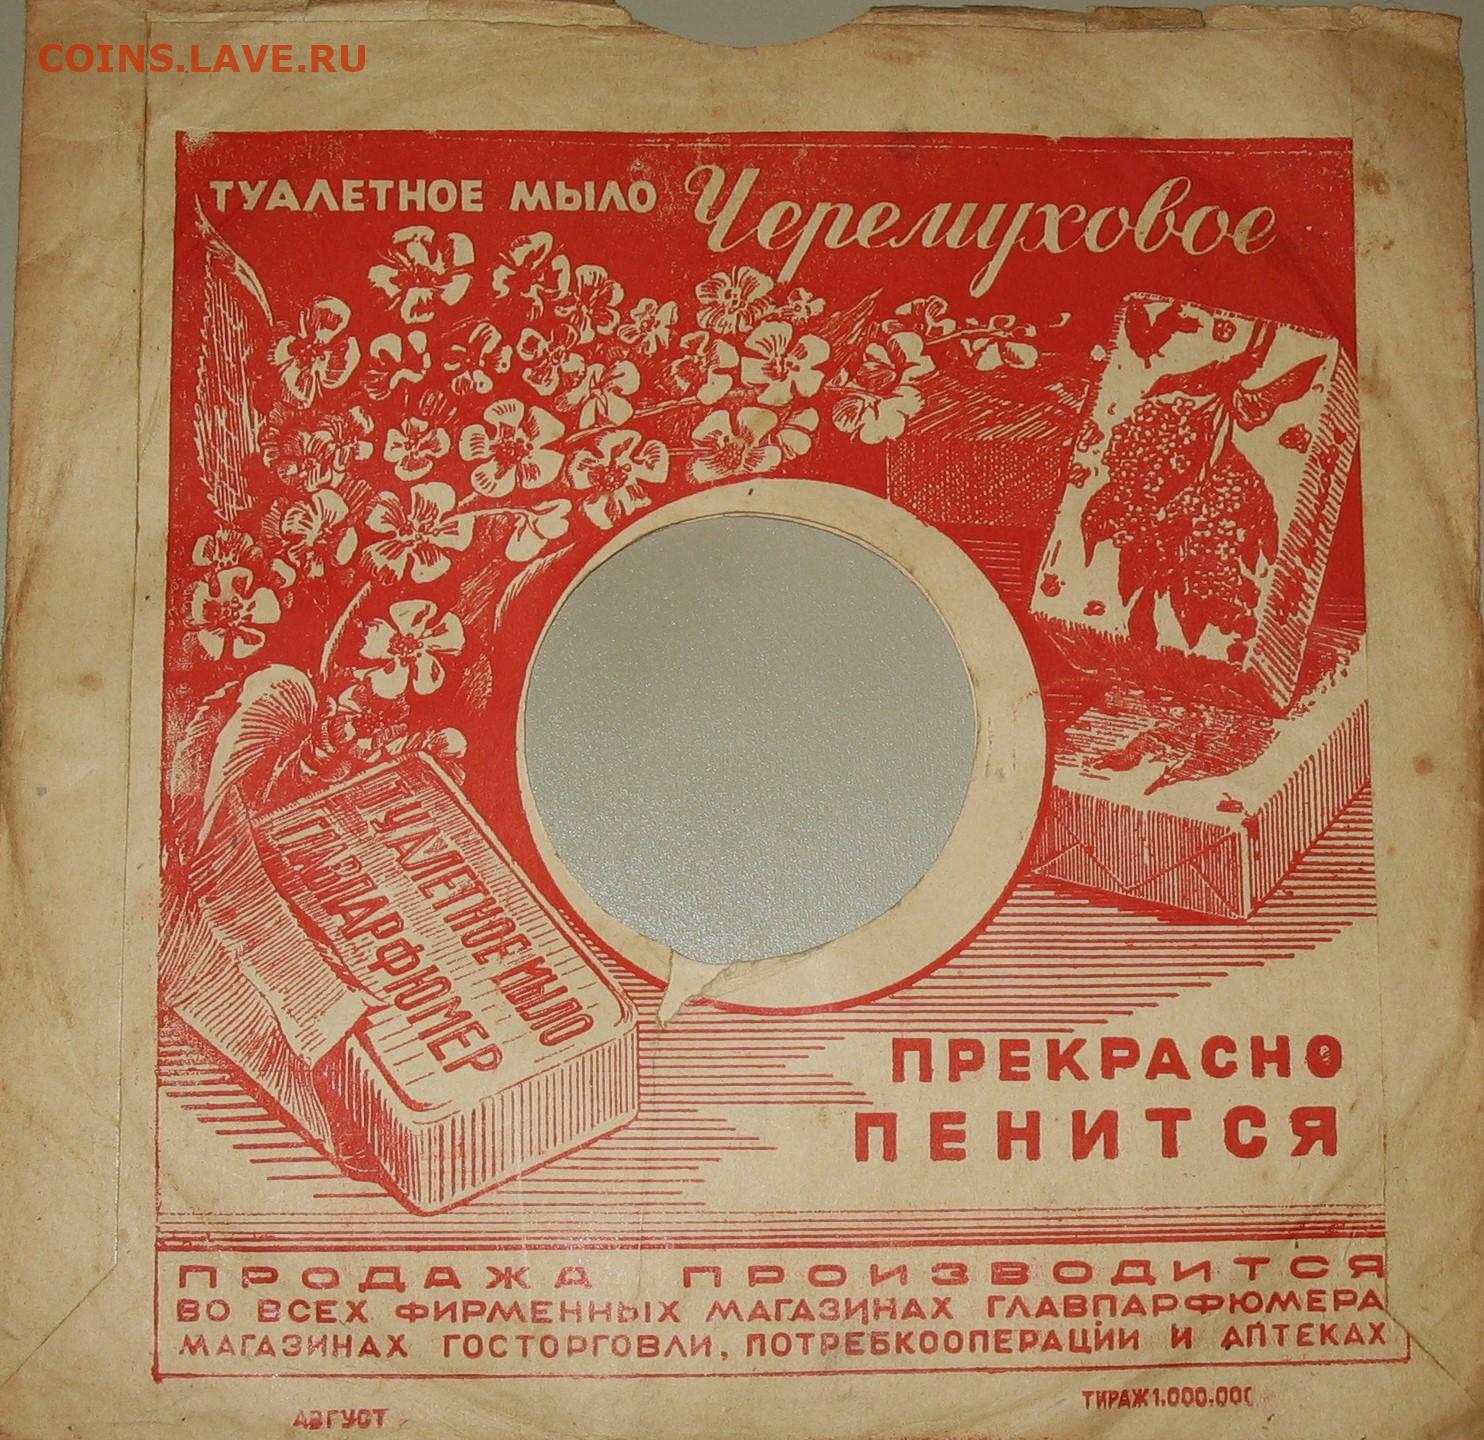 COINS.LAVE.RU
ТУАЛЕТНОЕ МЫЛО Черемуховое
ТУАЛЕТНОЕ МЫЛО
ГЛАВПАРФЮМЕР
ПРЕКРАСНО
ПЕНИТСЯ
ПРОДАЖА ПРОИЗВОДИТСЯ
ВО ВСЕХ ФИРМЕННЫХ МАГАЗИНАХ ГЛАВПАРФЮМЕРА
МАГАЗИНАХ ГОСТОРГОВЛИ, ПОТРЕБКООПЕРАЦИИ И АПТЕКАХ
АВГУСТ
ТИРАЖ 1.000.000